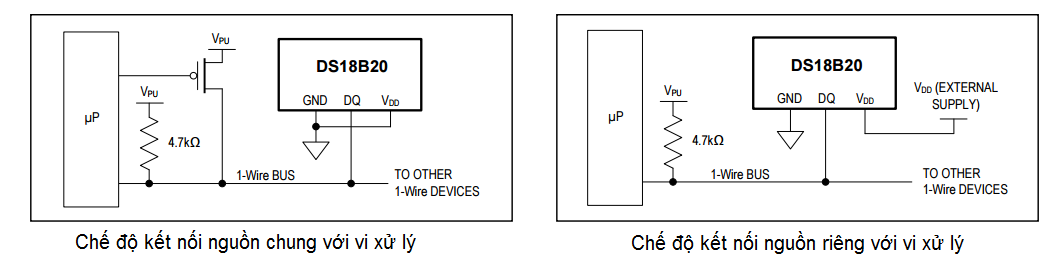 VPU
DS18B20
GND DQ VDD
VPU
µP
4.7kΩ
1-Wire BUS
TO OTHER
1-Wire DEVICES
Chế độ kết nối nguồn chung với vi xử lý
DS18B20
VDD (EXTERNAL
SUPPLY)
GND DQ VDD
VPU
µP
4.7kΩ
1-Wire BUS
TO OTHER
1-Wire DEVICES
Chế độ kết nối nguồn riêng với vi xử lý